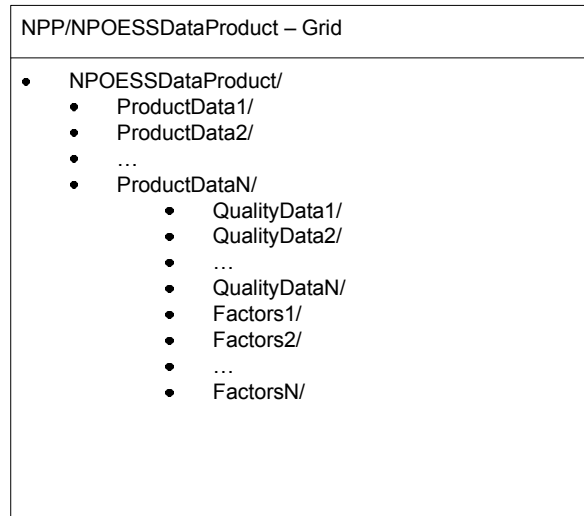 NPP/NPOESSDataProduct – Grid
• NPOESSDataProduct/
• ProductData1/
• ProductData2/
• …
• ProductDataN/
• QualityData1/
• QualityData2/
• …
• QualityDataN/
• Factors1/
• Factors2/
• …
• FactorsN/